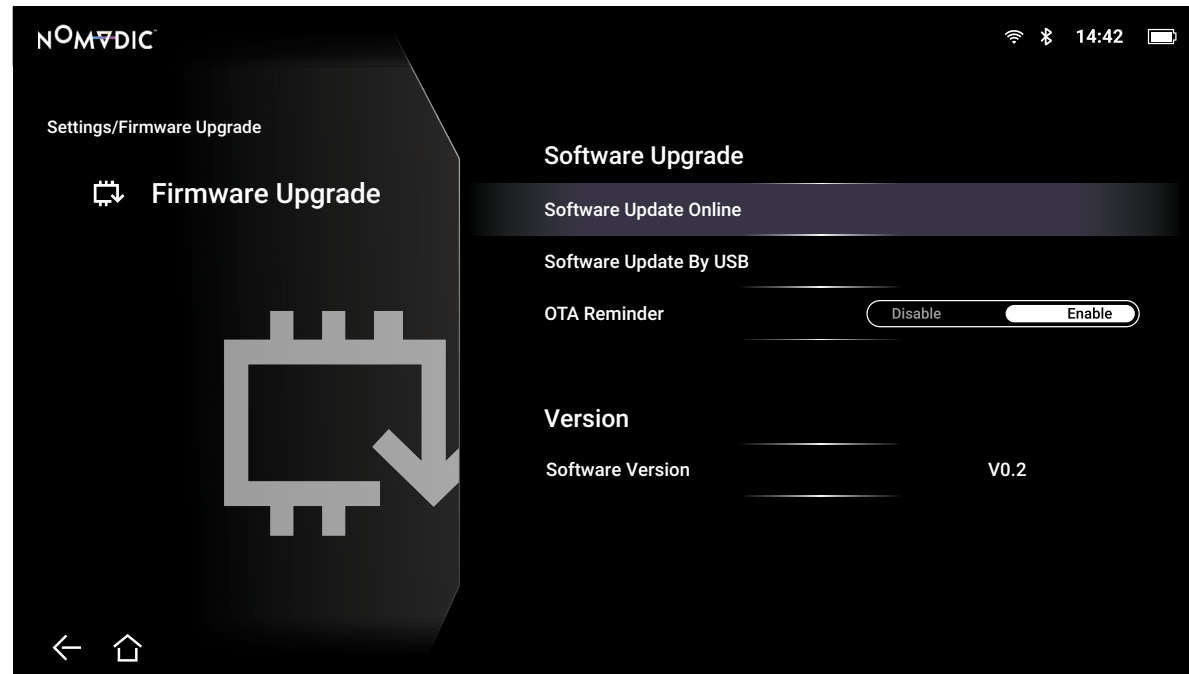 NOMADIC
14:42
Settings/Firmware Upgrade
Firmware Upgrade
Software Upgrade
Software Update Online
Software Update By USB
OTA Reminder Disable Enable
Version
Software Version V0.2